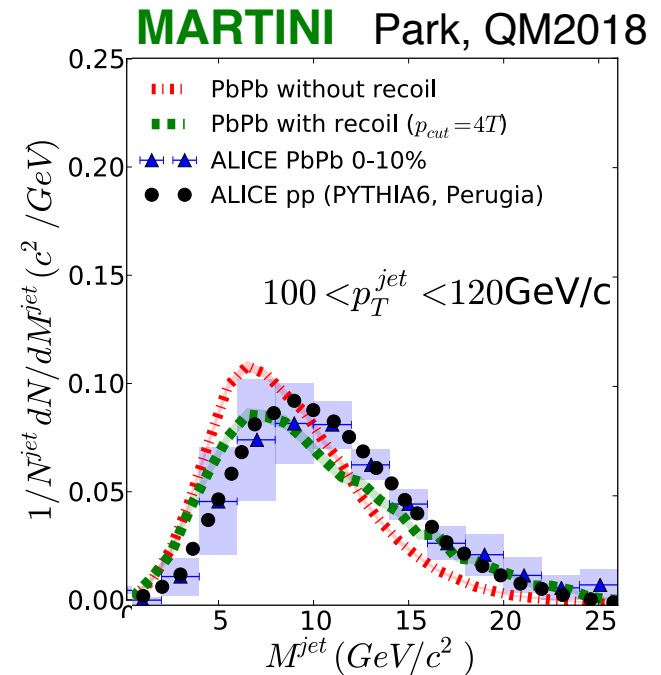 MARTINI Park, QM2018
0.25
PbPb without recoil
PbPb with recoil (p_cut = 4T)
0.20
ALICE PbPb 0-10%
ALICE pp (PYTHIA6, Perugia)
0.15
100 < p_T^jet < 120GeV/c
0.10
0.05
0.00
1/N^jet dN/dM^jet (c² /GeV)
5 10 15 20 25
M^jet (GeV/c² )